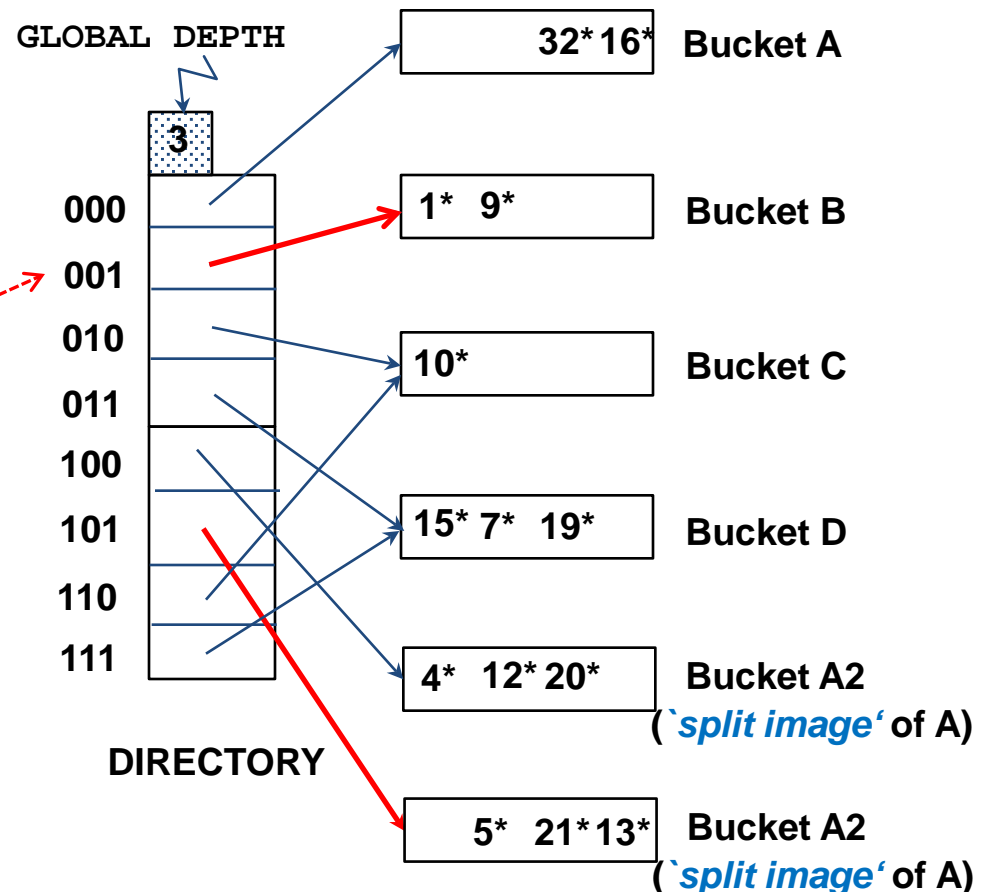 GLOBAL DEPTH
3
32* 16*
Bucket A
000
1* 9*
Bucket B
001
010
10*
Bucket C
011
100
101
15* 7* 19*
Bucket D
110
111
4* 12* 20*
Bucket A2
(`split image‘ of A)
DIRECTORY
5* 21* 13*
Bucket A2
(`split image‘ of A)